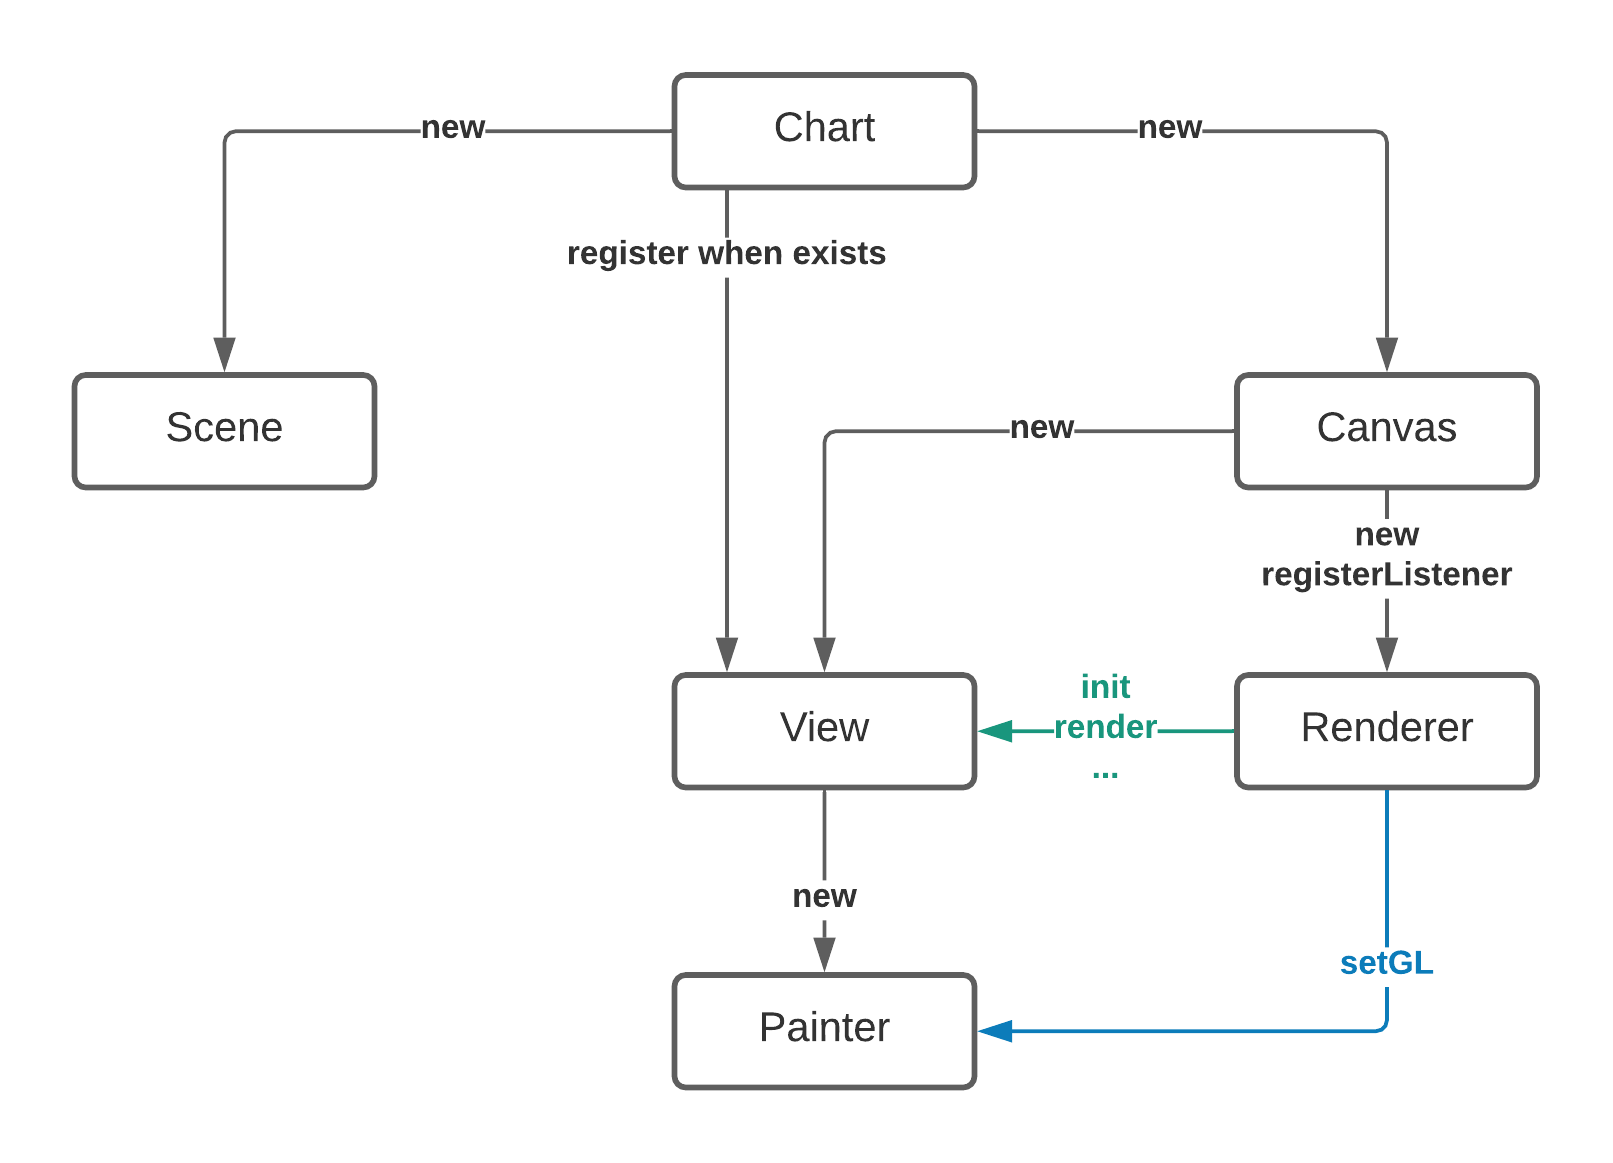 Chart
new
new
register when exists
Scene
Canvas
new
new
registerListener
View
init
render
...
Renderer
new
setGL
Painter